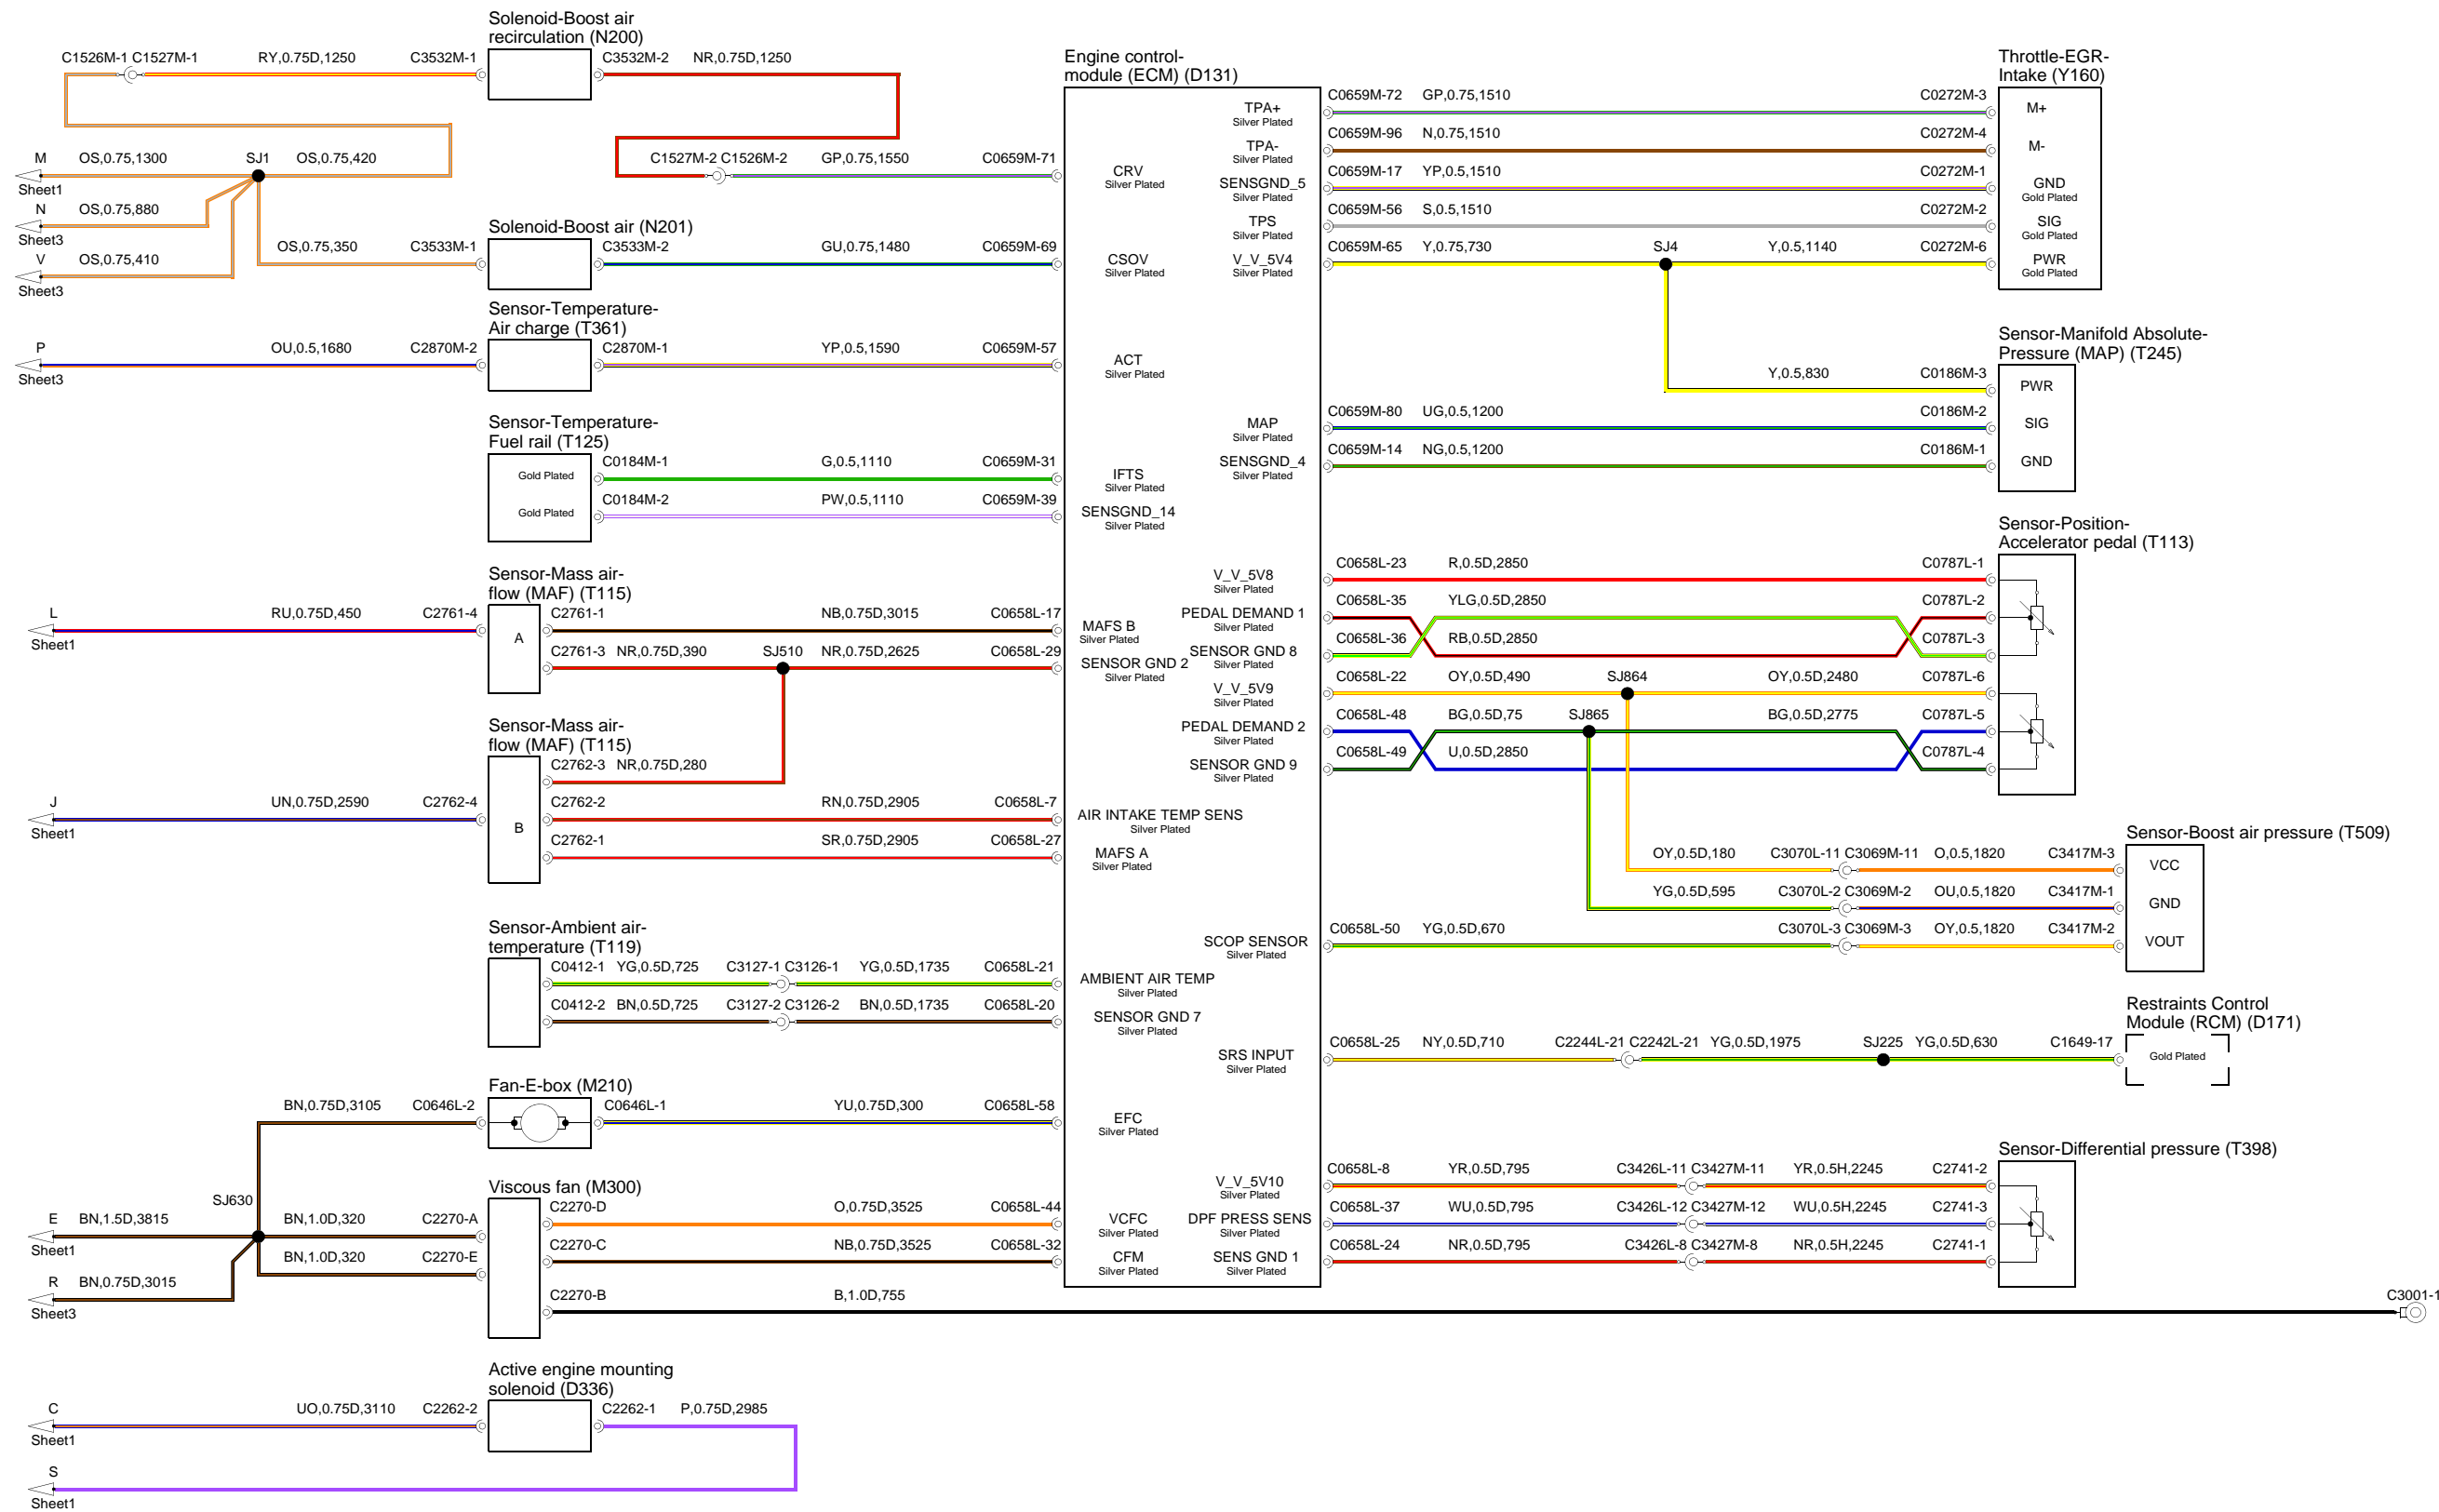 Solenoid-Boost air
recirculation (N200)
C1526M-1 C1527M-1
RY,0.75D,1250
C3532M-1
C3532M-2
NR,0.75D,1250
M
OS,0.75,1300
SJ1
OS,0.75,420
Sheet1
N
OS,0.75,880
Sheet3
V
OS,0.75,410
Sheet3
C1527M-2 C1526M-2
GP,0.75,1550
C0659M-71
Solenoid-Boost air (N201)
OS,0.75,350
C3533M-1
C3533M-2
GU,0.75,1480
C0659M-69
Sensor-Temperature-
Air charge (T361)
P
Sheet3
OU,0.5,1680
C2870M-2
C2870M-1
YP,0.5,1590
C0659M-57
Sensor-Temperature-
Fuel rail (T125)
Gold Plated
Gold Plated
C0184M-1
G,0.5,1110
C0659M-31
C0184M-2
PW,0.5,1110
C0659M-39
Sensor-Mass air-
flow (MAF) (T115)
L
Sheet1
RU,0.75D,450
C2761-4
A
C2761-1
NB,0.75D,3015
C0658L-17
C2761-3
NR,0.75D,390
SJ510
NR,0.75D,2625
C0658L-29
Sensor-Mass air-
flow (MAF) (T115)
J
Sheet1
UN,0.75D,2590
C2762-4
B
C2762-3
NR,0.75D,280
C2762-2
RN,0.75D,2905
C0658L-7
C2762-1
SR,0.75D,2905
C0658L-27
Sensor-Ambient air-
temperature (T119)
C0412-1
YG,0.5D,725
C3127-1 C3126-1
YG,0.5D,1735
C0658L-21
C0412-2
BN,0.5D,725
C3127-2 C3126-2
BN,0.5D,1735
C0658L-20
Fan-E-box (M210)
BN,0.75D,3105
C0646L-2
C0646L-1
YU,0.75D,300
C0658L-58
Viscous fan (M300)
SJ630
E
Sheet1
BN,1.5D,3815
BN,1.0D,320
C2270-A
BN,1.0D,320
C2270-E
R
Sheet3
BN,0.75D,3015
C2270-D
O,0.75D,3525
C0658L-44
C2270-C
NB,0.75D,3525
C0658L-32
C2270-B
B,1.0D,755
C3001-1
Active engine mounting
solenoid (D336)
C
Sheet1
UO,0.75D,3110
C2262-2
C2262-1
P,0.75D,2985
S
Sheet1
Engine control-
module (ECM) (D131)
TPA+
Silver Plated
TPA-
Silver Plated
CRV
Silver Plated
SENSGND_5
Silver Plated
TPS
Silver Plated
CSOV
Silver Plated
V_V_5V4
Silver Plated
ACT
Silver Plated
MAP
Silver Plated
SENSGND_4
Silver Plated
IFTS
Silver Plated
SENSGND_14
Silver Plated
V_V_5V8
Silver Plated
PEDAL DEMAND 1
Silver Plated
MAFS B
Silver Plated
SENSOR GND 8
Silver Plated
SENSOR GND 2
Silver Plated
V_V_5V9
Silver Plated
PEDAL DEMAND 2
Silver Plated
SENSOR GND 9
Silver Plated
AIR INTAKE TEMP SENS
Silver Plated
MAFS A
Silver Plated
SCOP SENSOR
Silver Plated
AMBIENT AIR TEMP
Silver Plated
SENSOR GND 7
Silver Plated
SRS INPUT
Silver Plated
EFC
Silver Plated
V_V_5V10
Silver Plated
VCFC
Silver Plated
DPF PRESS SENS
Silver Plated
CFM
Silver Plated
SENS GND 1
Silver Plated
Throttle-EGR-
Intake (Y160)
C0659M-72
GP,0.75,1510
C0272M-3
M+
C0659M-96
N,0.75,1510
C0272M-4
M-
C0659M-17
YP,0.5,1510
C0272M-1
GND
Gold Plated
C0659M-56
S,0.5,1510
C0272M-2
SIG
Gold Plated
C0659M-65
Y,0.75,730
SJ4
Y,0.5,1140
C0272M-6
PWR
Gold Plated
Sensor-Manifold Absolute-
Pressure (MAP) (T245)
Y,0.5,830
C0186M-3
PWR
C0659M-80
UG,0.5,1200
C0186M-2
SIG
C0659M-14
NG,0.5,1200
C0186M-1
GND
Sensor-Position-
Accelerator pedal (T113)
C0658L-23
R,0.5D,2850
C0787L-1
C0658L-35
YLG,0.5D,2850
C0787L-2
C0658L-36
RB,0.5D,2850
C0787L-3
C0658L-22
OY,0.5D,490
SJ864
OY,0.5D,2480
C0787L-6
C0658L-48
BG,0.5D,75
SJ865
BG,0.5D,2775
C0787L-5
C0658L-49
U,0.5D,2850
C0787L-4
Sensor-Boost air pressure (T509)
OY,0.5D,180
C3070L-11 C3069M-11
O,0.5,1820
C3417M-3
VCC
YG,0.5D,595
C3070L-2 C3069M-2
OU,0.5,1820
C3417M-1
GND
C0658L-50
YG,0.5D,670
C3070L-3 C3069M-3
OY,0.5,1820
C3417M-2
VOUT
Restraints Control
Module (RCM) (D171)
C0658L-25
NY,0.5D,710
C2244L-21 C2242L-21
YG,0.5D,1975
SJ225
YG,0.5D,630
C1649-17
Gold Plated
Sensor-Differential pressure (T398)
C0658L-8
YR,0.5D,795
C3426L-11 C3427M-11
YR,0.5H,2245
C2741-2
C0658L-37
WU,0.5D,795
C3426L-12 C3427M-12
WU,0.5H,2245
C2741-3
C0658L-24
NR,0.5D,795
C3426L-8 C3427M-8
NR,0.5H,2245
C2741-1